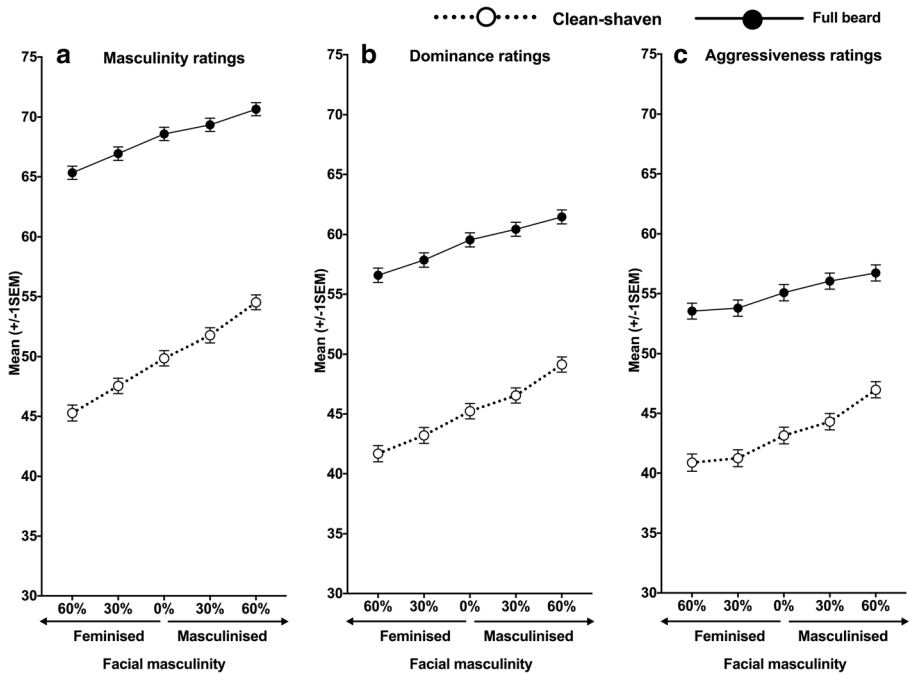 Clean-shaven Full beard
a Masculinity ratings
75
70
65
60
55
50
45
40
35
30
Mean (+/-1SEM)
60% 30% 0% 30% 60%
Feminised Masculinised
Facial masculinity
b Dominance ratings
75
70
65
60
55
50
45
40
35
30
Mean (+/-1SEM)
60% 30% 0% 30% 60%
Feminised Masculinised
Facial masculinity
c Aggressiveness ratings
75
70
65
60
55
50
45
40
35
30
Mean (+/-1SEM)
60% 30% 0% 30% 60%
Feminised Masculinised
Facial masculinity